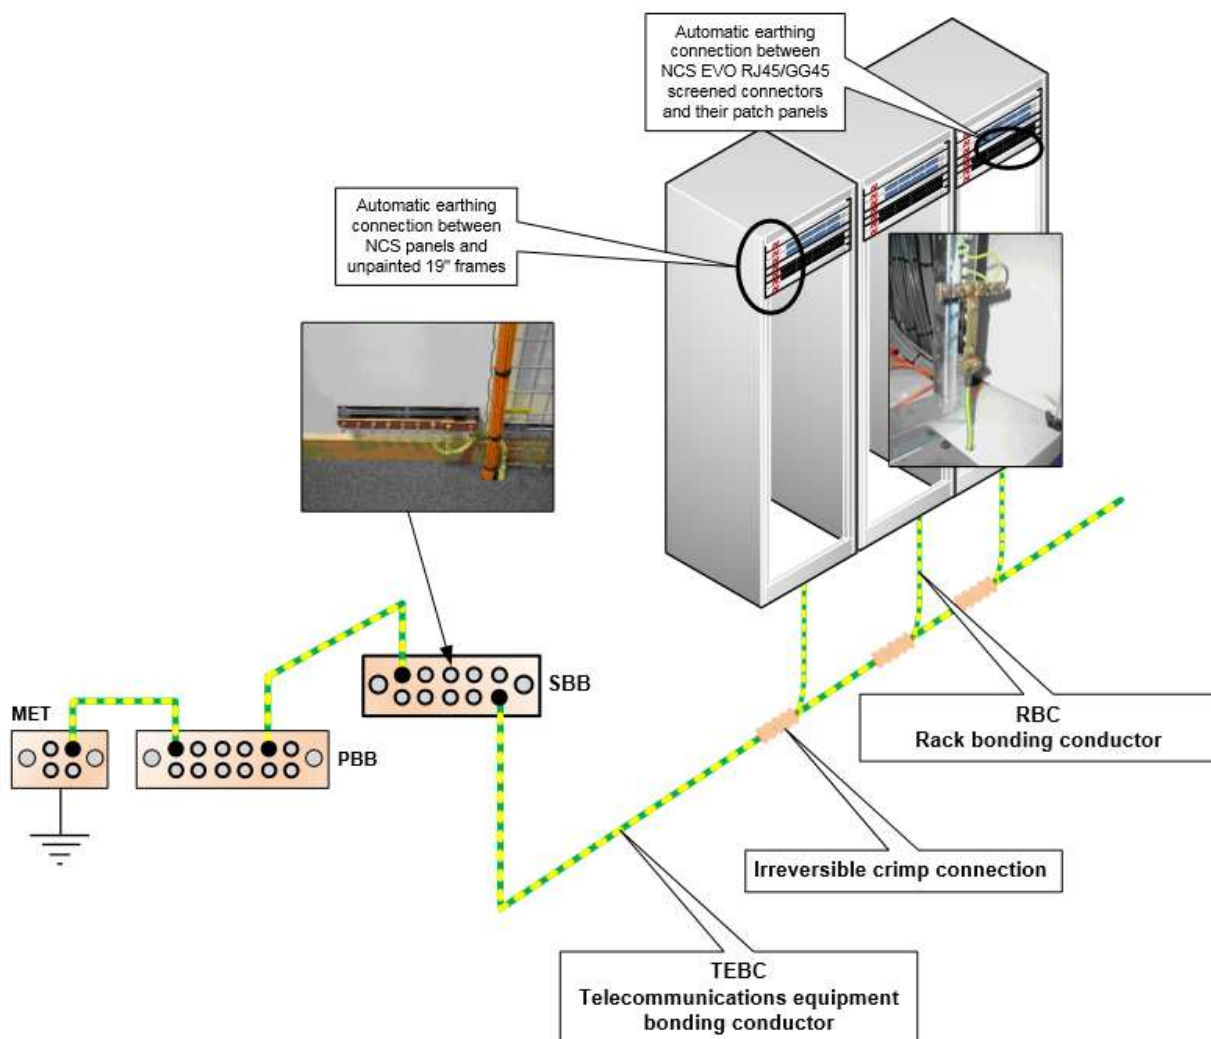 Automatic earthing
connection between
NCS EVO RJ45/GG45
screened connectors
and their patch panels
Automatic earthing
connection between
NCS panels and
unpainted 19" frames
SBB
MET
PBB
RBC
Rack bonding conductor
Irreversible crimp connection
TEBC
Telecommunications equipment
bonding conductor